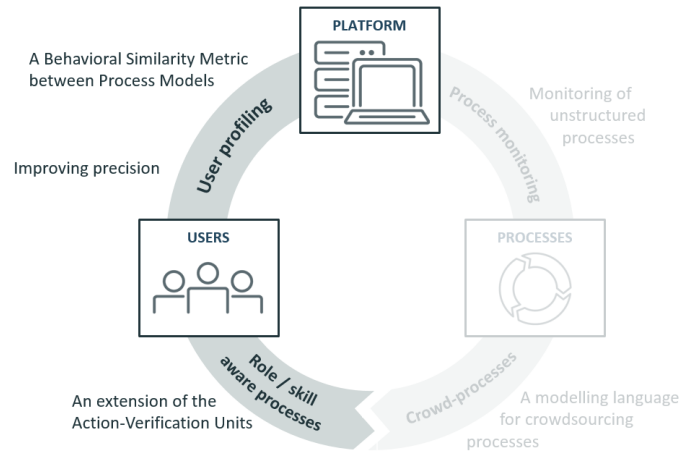 PLATFORM
A Behavioral Similarity Metric
between Process Models
User profiling
Process monitoring
Monitoring of
unstructured
processes
Improving precision
USERS
PROCESSES
Role / skill
aware processes
Crowd-processes
An extension of the
Action-Verification Units
A modelling language
for crowdsourcing
processes